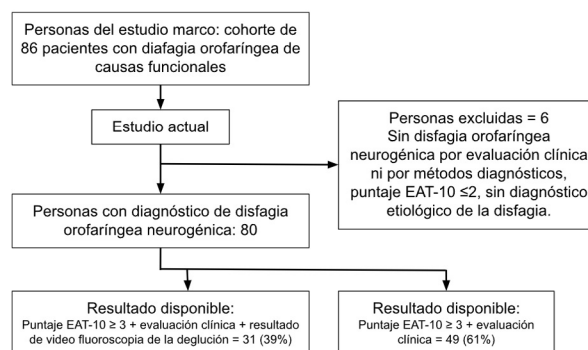 Personas del estudio marco: cohorte de
86 pacientes con diafagia orofaríngea de
causas funcionales
Estudio actual
Personas excluidas = 6
Sin disfagia orofaríngea
neurogénica por evaluación clínica
ni por métodos diagnósticos,
puntaje EAT-10 ≤2, sin diagnóstico
etiológico de la disfagia.
Personas con diagnóstico de disfagia
orofaríngea neurogénica: 80
Resultado disponible:
Puntaje EAT-10 ≥ 3 + evaluación clínica + resultado
de video fluoroscopia de la deglución = 31 (39%)
Resultado disponible:
Puntaje EAT-10 ≥ 3 + evaluación
clínica = 49 (61%)